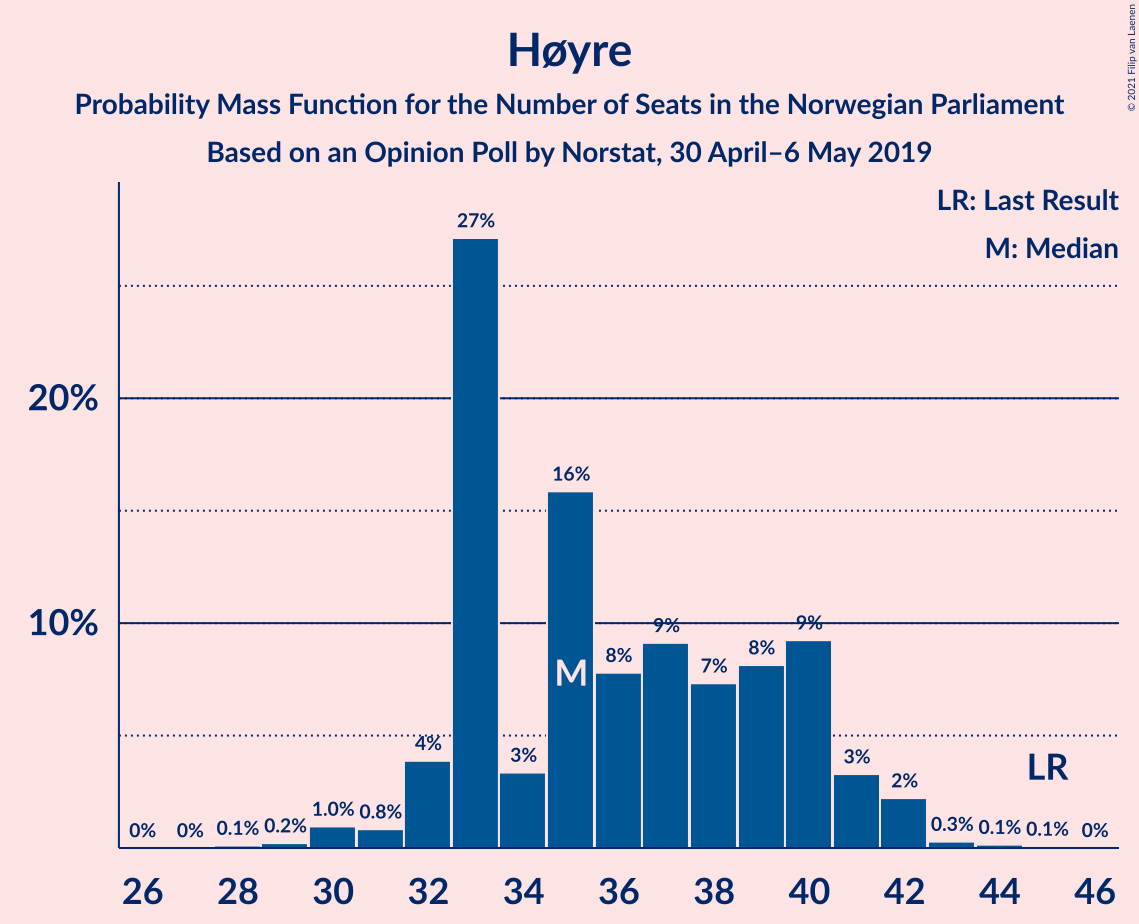 Høyre
Probability Mass Function for the Number of Seats in the Norwegian Parliament
Based on an Opinion Poll by Norstat, 30 April–6 May 2019
© 2021 Filip van Laenen
LR: Last Result
M: Median
27%
20%
16%
10%
9%
9%
8%
8%
7%
M
4%
3%
3%
LR
2%
1.0%
0.8%
0%
0%
0.1%
0.2%
0.3%
0.1%
0.1%
0%
26 28 30 32 34 36 38 40 42 44 46